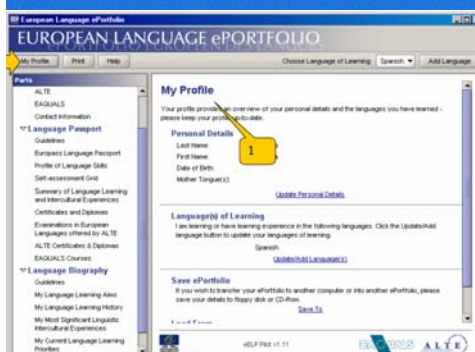 European Language ePortfolio
EUROPEAN LANGUAGE ePORTFOLIO
My Profile Print Help Choose Language of Learning: Spanish Add Language
Parts
ALTE
EAQUALS
Contact Information
Language Passport
Guidelines
Europass Language Passport
Profile of Language Skills
Self-assessment Grid
Summary of Language Learning
and Intercultural Experiences
Certificates and Diplomas
Examinations in European
Languages offered by ALTE
ALTE Certificates & Diplomas
EAQUALS Courses
Language Biography
Guidelines
My Language Learning Aims
My Language Learning History
My Most Significant Linguistic
Intercultural Experiences
My Current Language Learning
Priorities
My Profile
Your profile provides an overview of your personal details and the languages you have learned -
please keep your profile up-to-date.
1
Personal Details
Last Name:
First Name:
Date of Birth:
Mother Tongue(s):
Update Personal Details
Language(s) of Learning
I am learning or have learning experience in the following languages. Click the Update/Add
language button to update your languages of learning.
Spanish
Update/Add Language(s)
Save ePortfolio
If you wish to transfer your ePortfolio to another computer or into another ePortfolio, please
save your details to floppy disk or CD-Rom.
Save To
eELP Pilot v1.11
EAQUALS ALTE